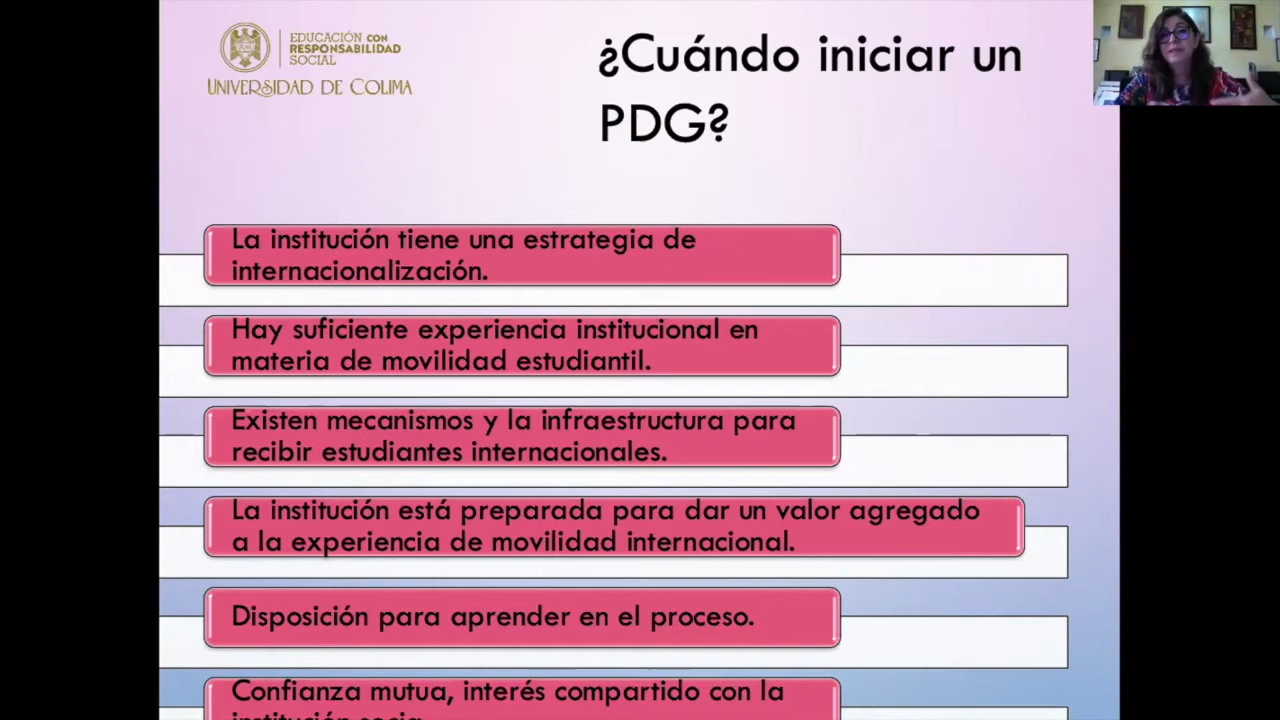 EDUCACIÓN CON
RESPONSABILIDAD
SOCIAL
UNIVERSIDAD DE COLIMA
¿Cuándo iniciar un
PDG?
La institución tiene una estrategia de
internacionalización.
Hay suficiente experiencia institucional en
materia de movilidad estudiantil.
Existen mecanismos y la infraestructura para
recibir estudiantes internacionales.
La institución está preparada para dar un valor agregado
a la experiencia de movilidad internacional.
Disposición para aprender en el proceso.
Confianza mutua, interés compartido con la
institución socia.